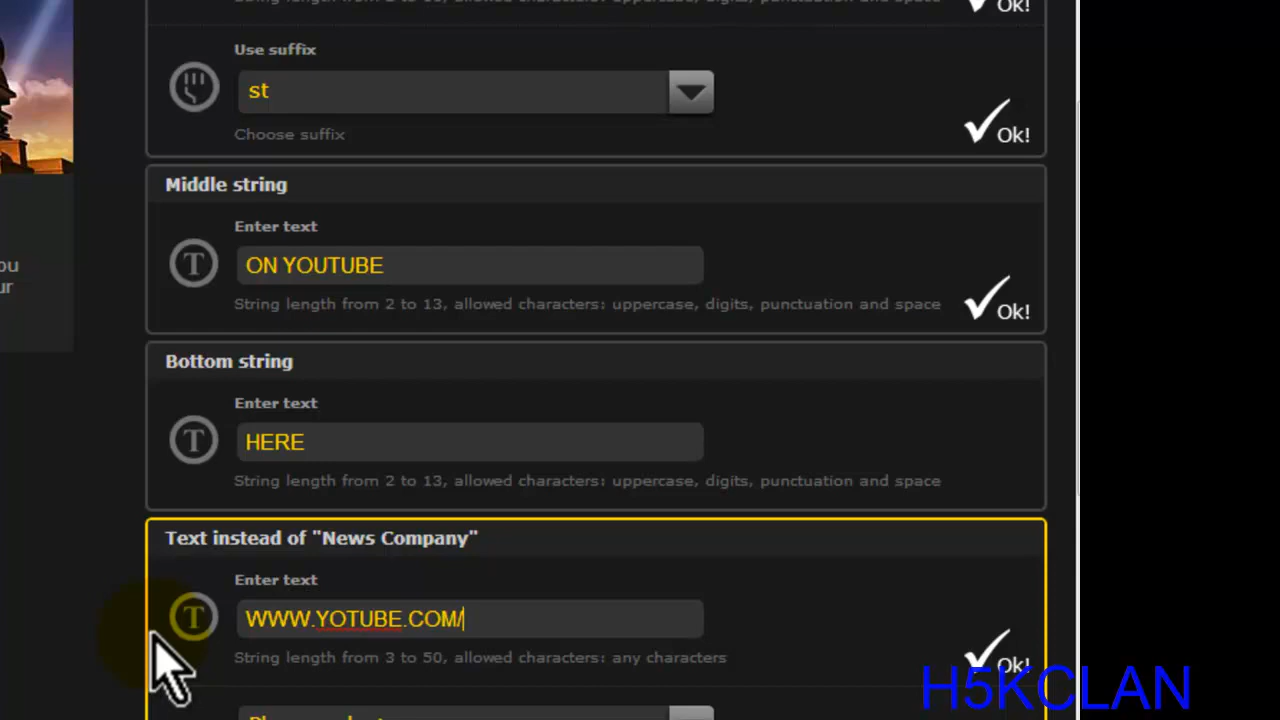 Ok!
Use suffix
st
Choose suffix
Ok!
Middle string
Enter text
T
ON YOUTUBE
String length from 2 to 13, allowed characters: uppercase, digits, punctuation and space
Ok!
Bottom string
Enter text
T
HERE
String length from 2 to 13, allowed characters: uppercase, digits, punctuation and space
Text instead of "News Company"
Enter text
T
WWW.YOTUBE.COM/
String length from 3 to 50, allowed characters: any characters
Ok!
H5KCLAN